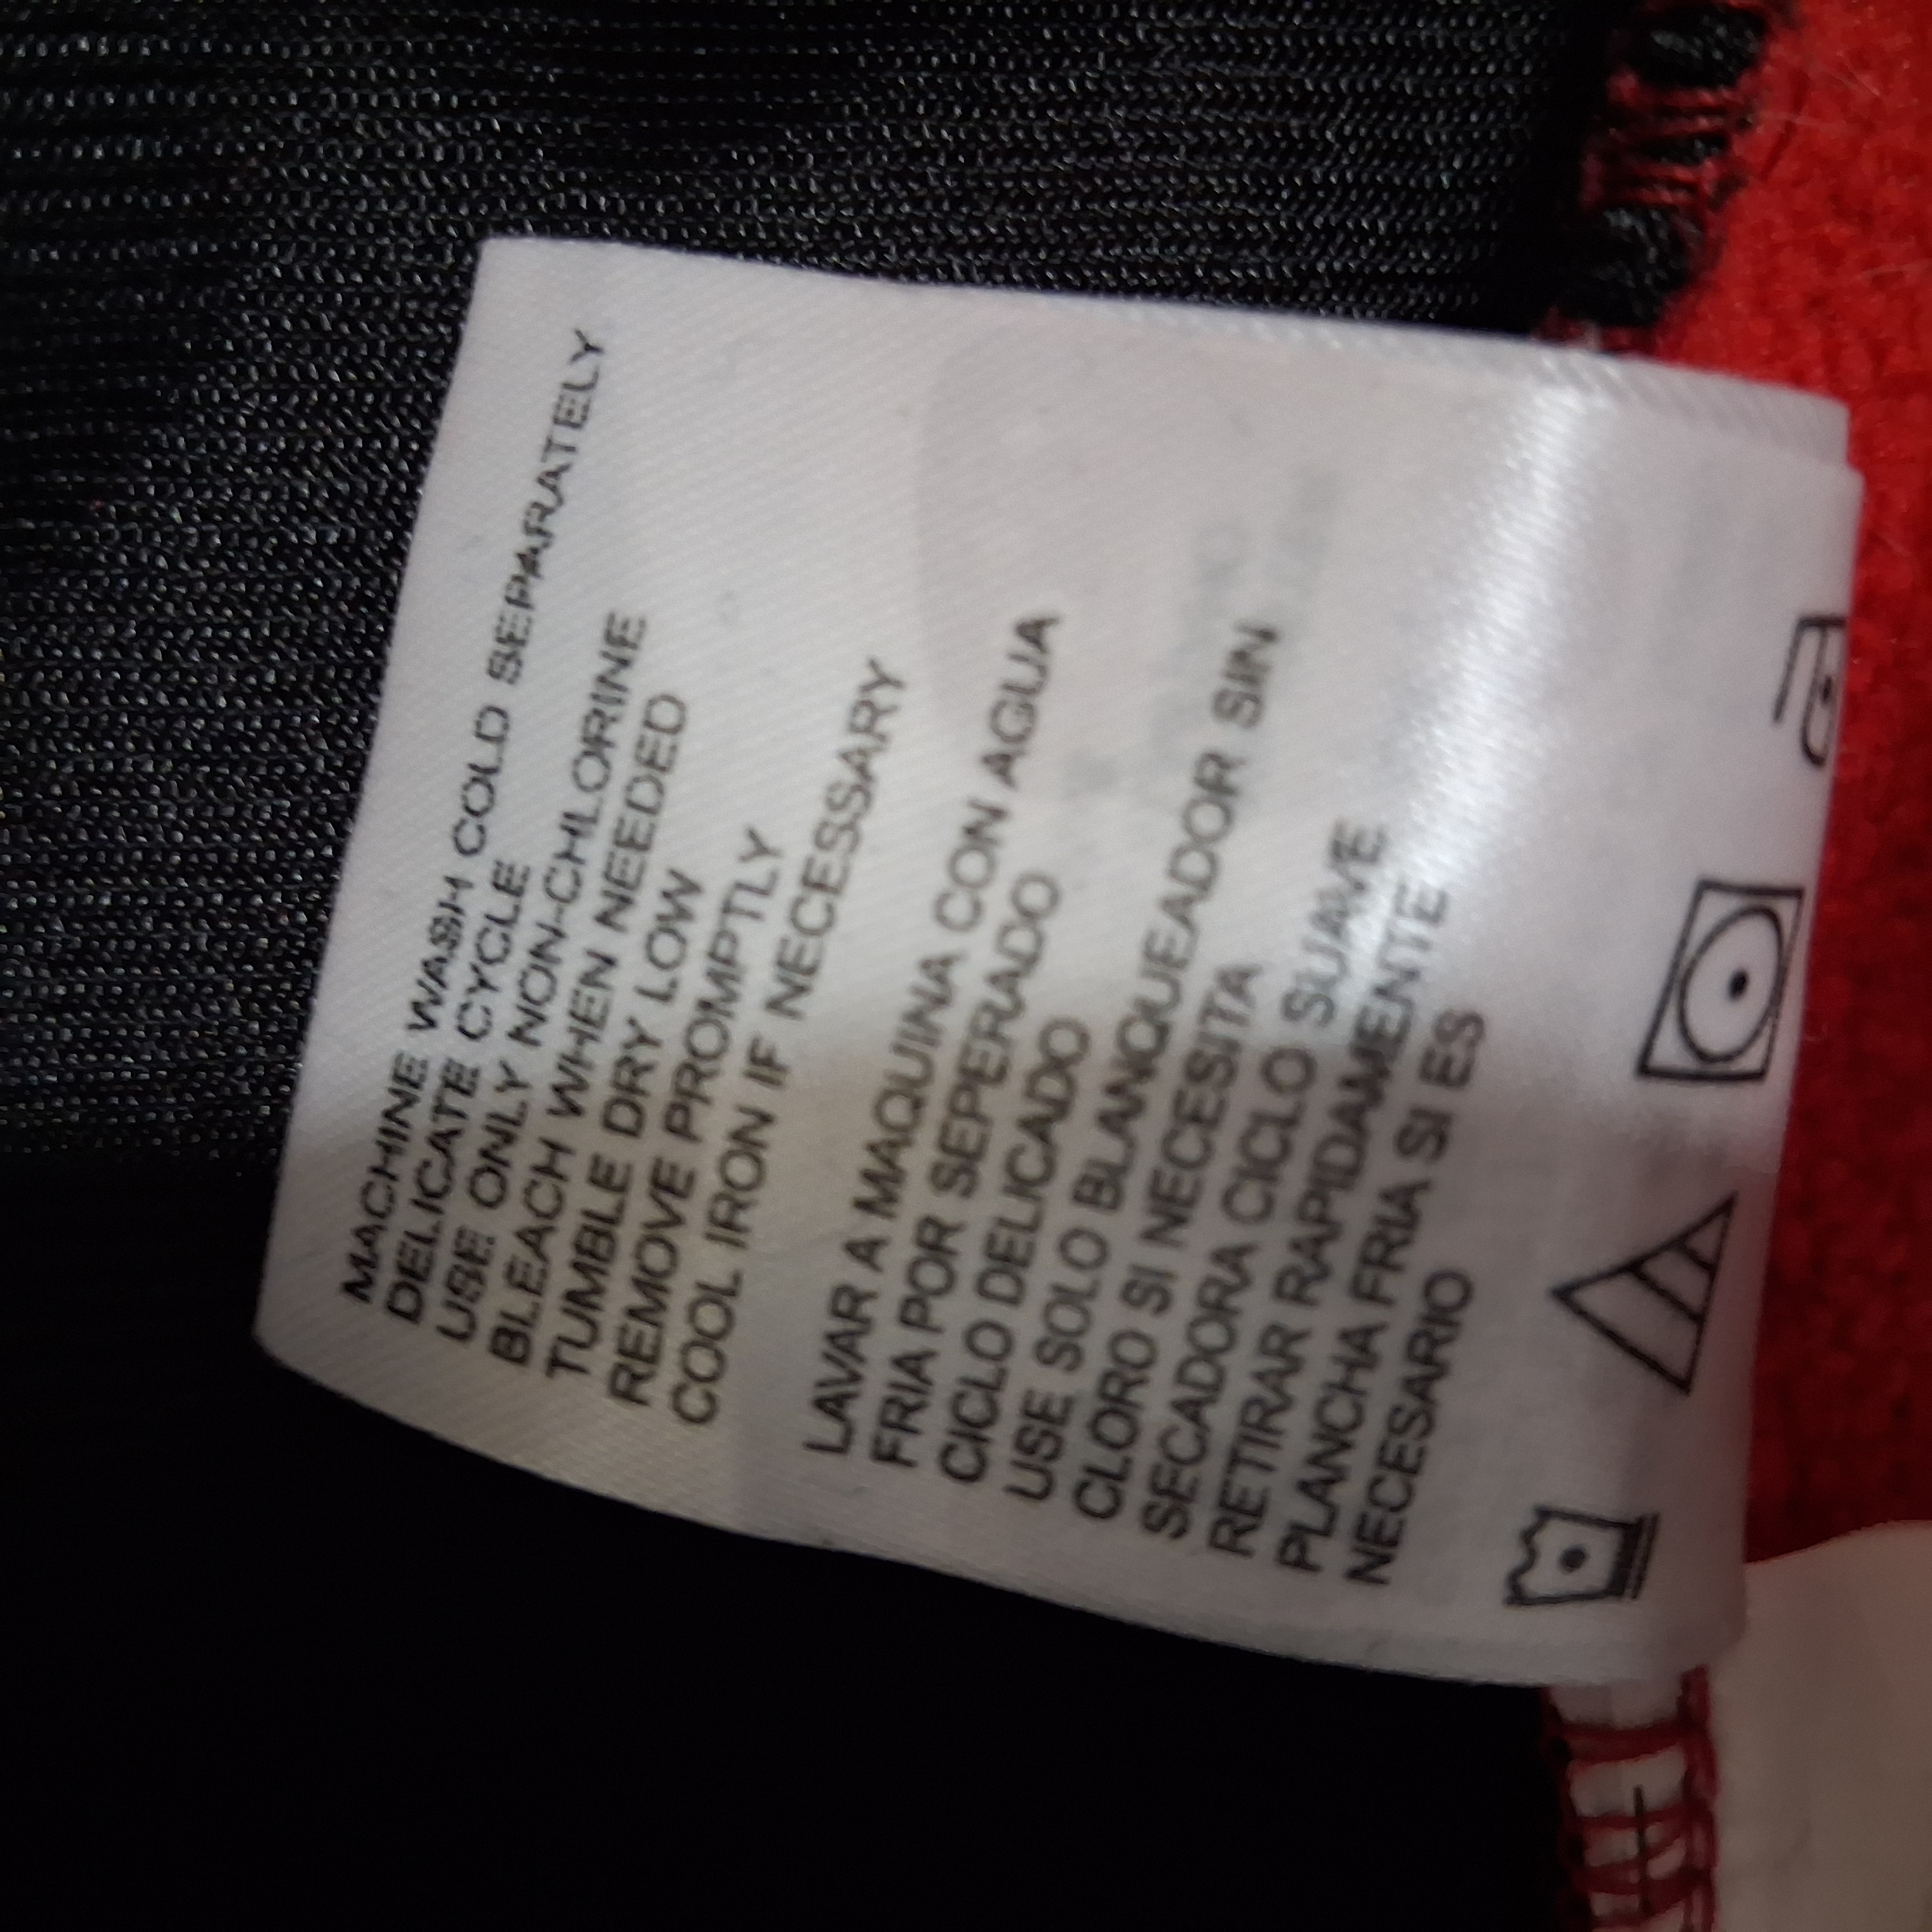 MACHINE WASH COLD SEPARATELY
DELICATE CYCLE
USE ONLY NON-CHLORINE
BLEACH WHEN NEEDED
TUMBLE DRY LOW
REMOVE PROMPTLY
COOL IRON IF NECESSARY
LAVAR A MAQUINA CON AGUA
FRIA POR SEPERADO
CICLO DELICADO
USE SOLO BLANQUEADOR SIN
CLORO SI NECESITA
SECADORA CICLO SUAVE
RETIRAR RAPIDAMENTE
PLANCHA FRIA SI ES
NECESARIO